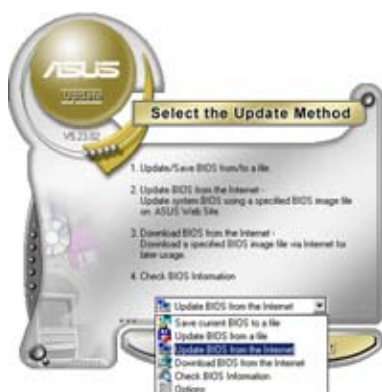 ASUS
Update
V5.23.02
Select the Update Method
1. Update/Save BIOS from/to a file.
2. Update BIOS from the Internet -
Update system BIOS using a specified BIOS image file
on ASUS Web Site.
3. Download BIOS from the Internet -
Download a specified BIOS image file via Internet for
later usage.
4. Check BIOS Information
Update BIOS from the Internet
Save current BIOS to a file
Update BIOS from a file
Update BIOS from the Internet
Download BIOS from the Internet
Check BIOS Information
Options